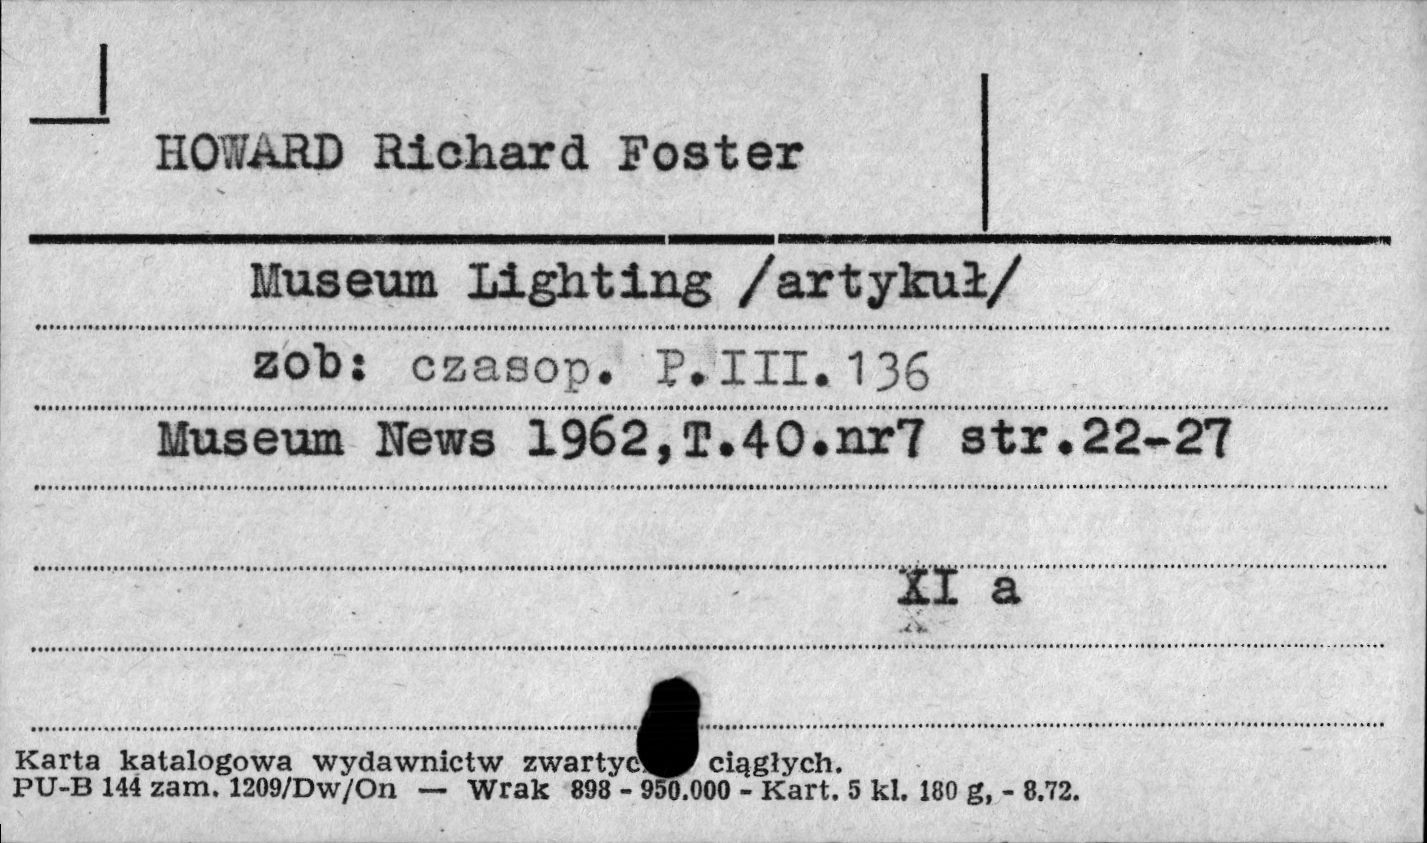 HOWARD Richard Foster
Museum Lighting /artykuł/
zob: czasop. P.III.136
Museum News 1962,T.40.nr7 str.22-27
XI a
Karta katalogowa wydawnictw ciągłych.
PU-B 144 zam. 1209/Dw/On — Wrak 898 - 950.000 - Kart. 5 kl. 180 g, - 8.72.